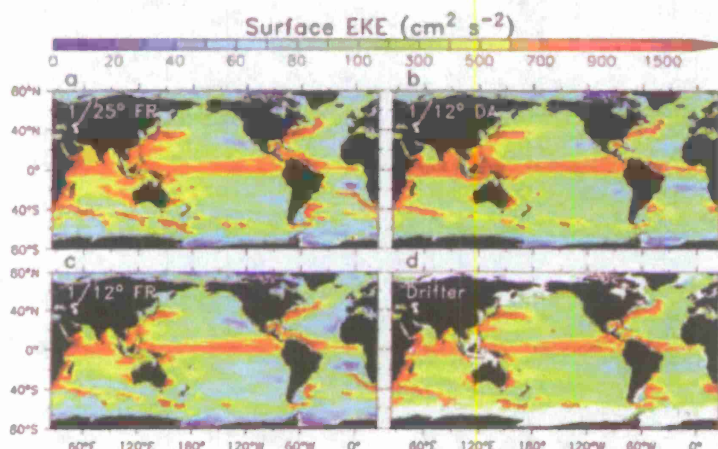 Surface EKE (cm² s⁻²)
0 20 40 60 80 100 300 500 700 900 1500
a b
60°N
1/25° FR 1/12° DA
40°N
0°
40°S
60°S
c d
80°N
1/12° FR Drifter
40°N
0°
40°S
80°S
60°E 120°E 180° 120°W 60°W 0° 60°E 120°E 180° 120°W 60°W 0°